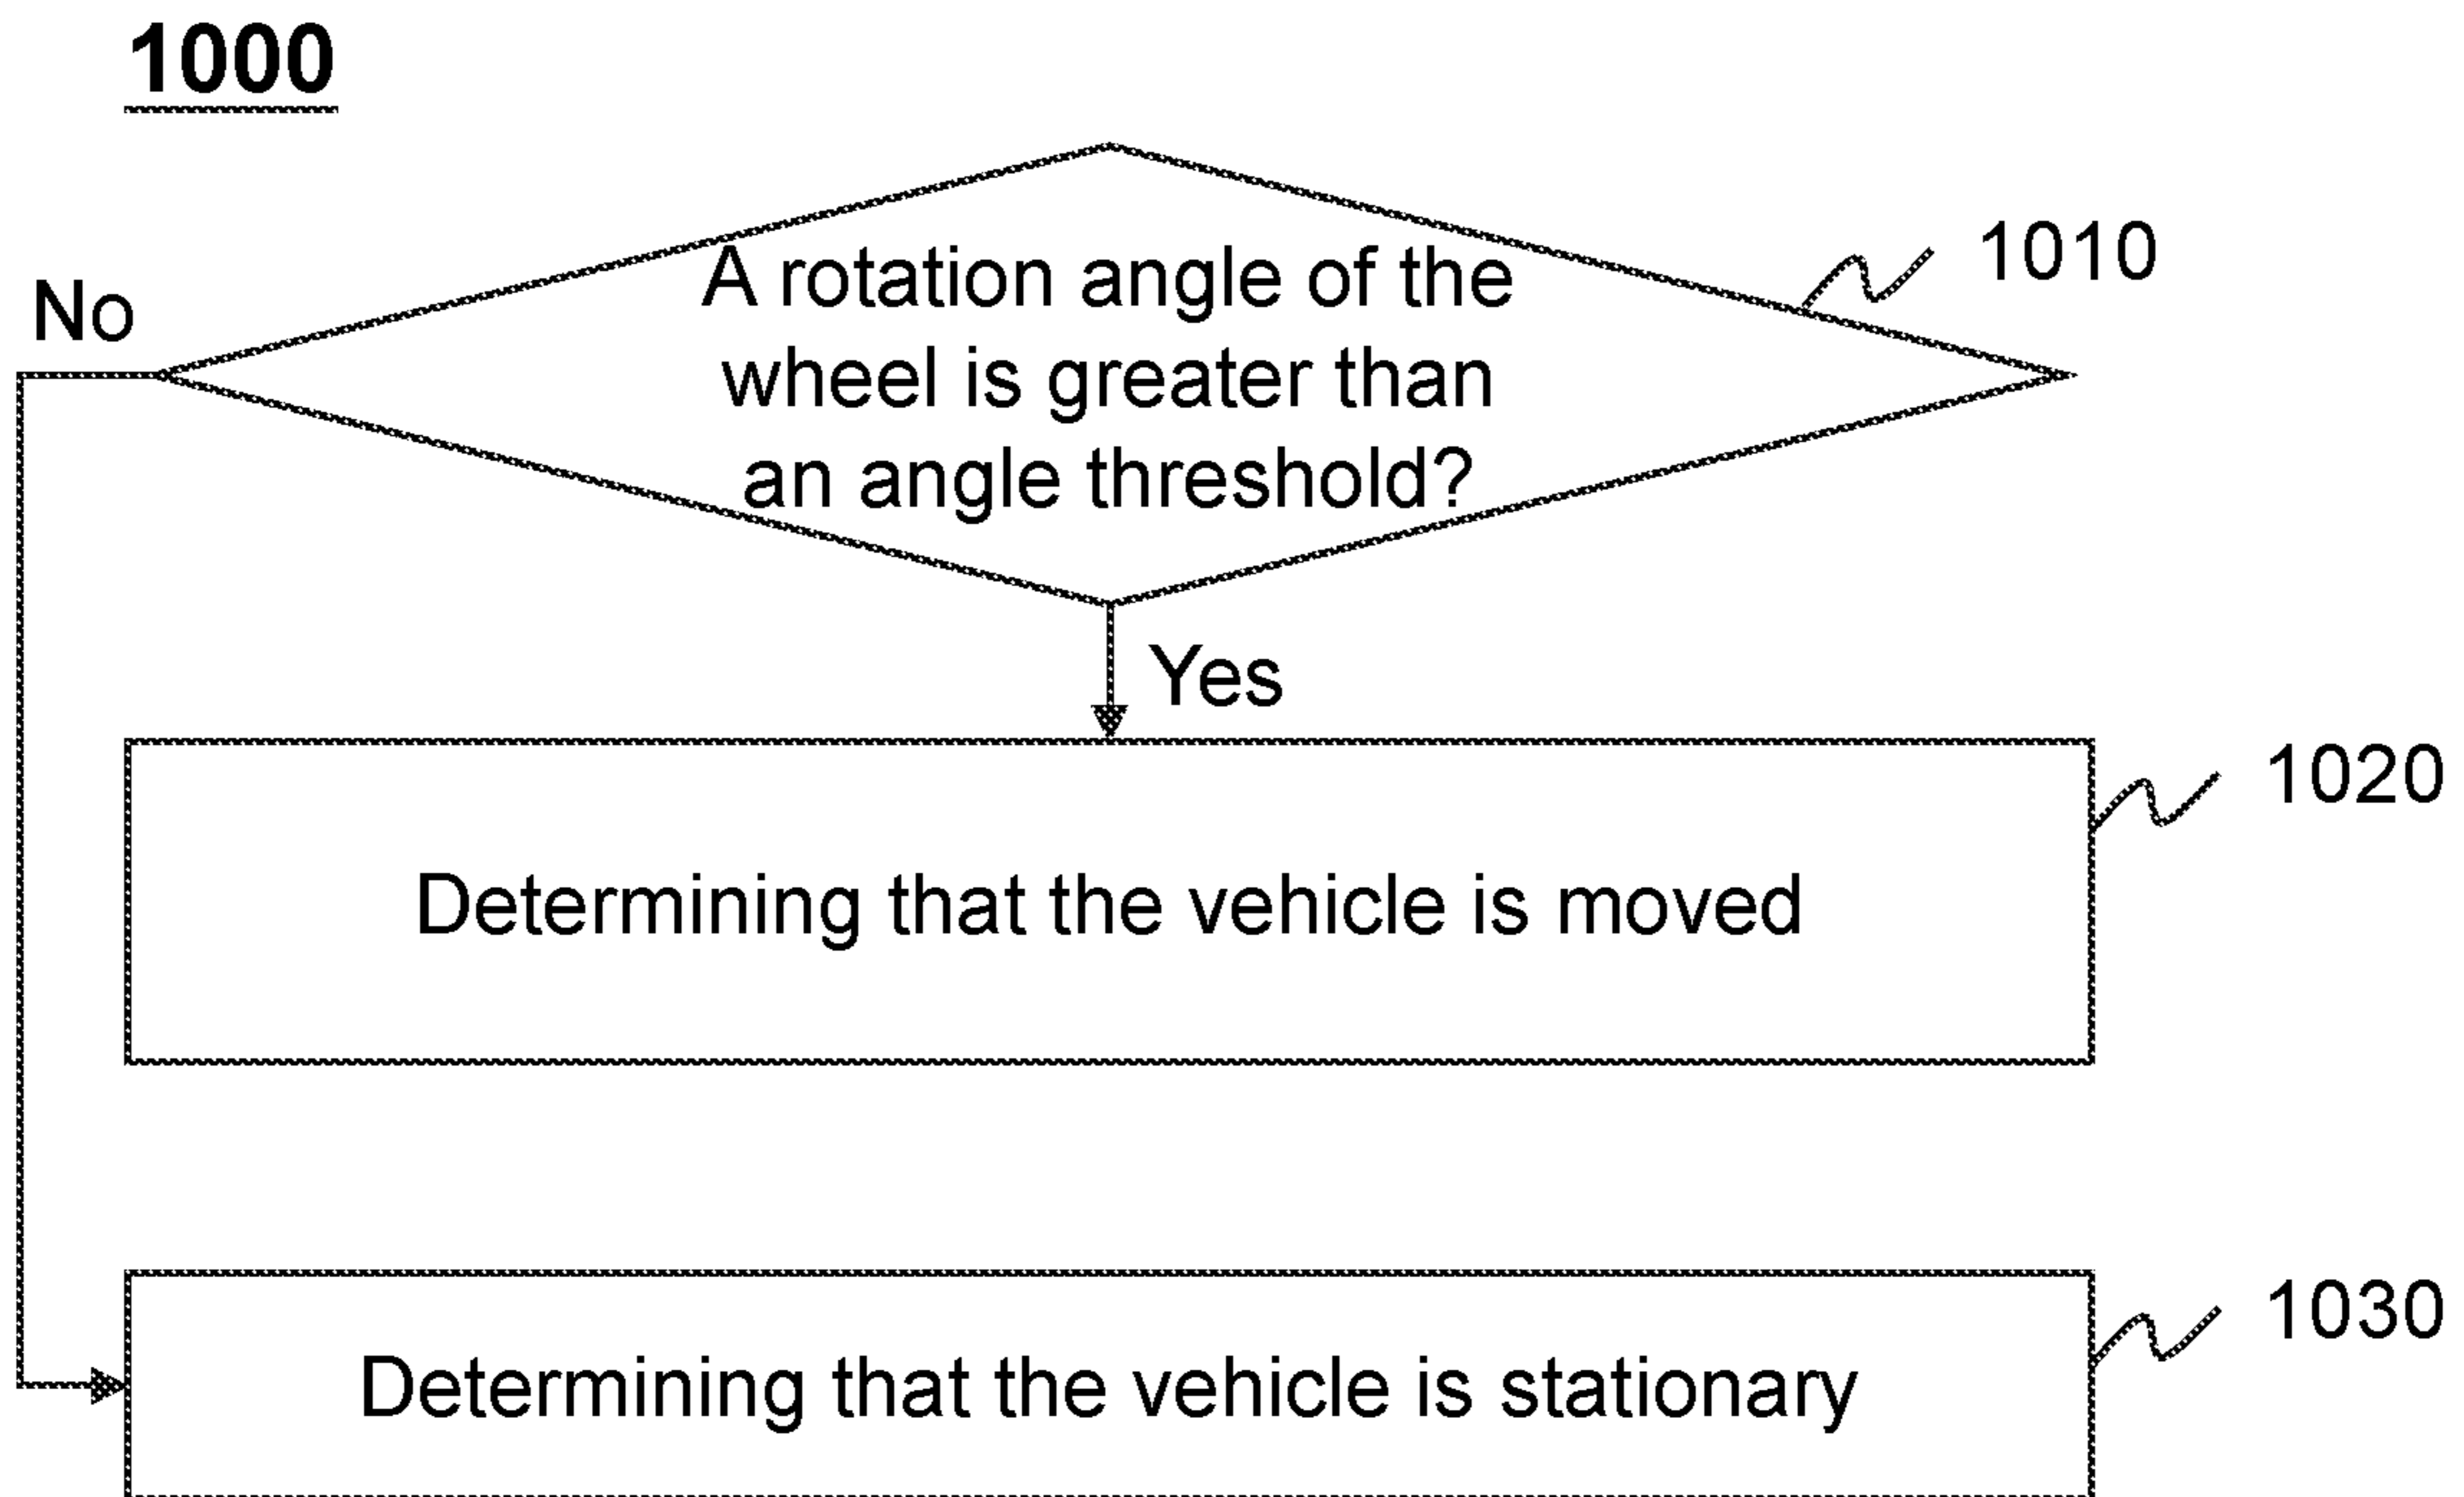 1000
1010
No
A rotation angle of the
wheel is greater than
an angle threshold?
Yes
1020
Determining that the vehicle is moved
1030
Determining that the vehicle is stationary